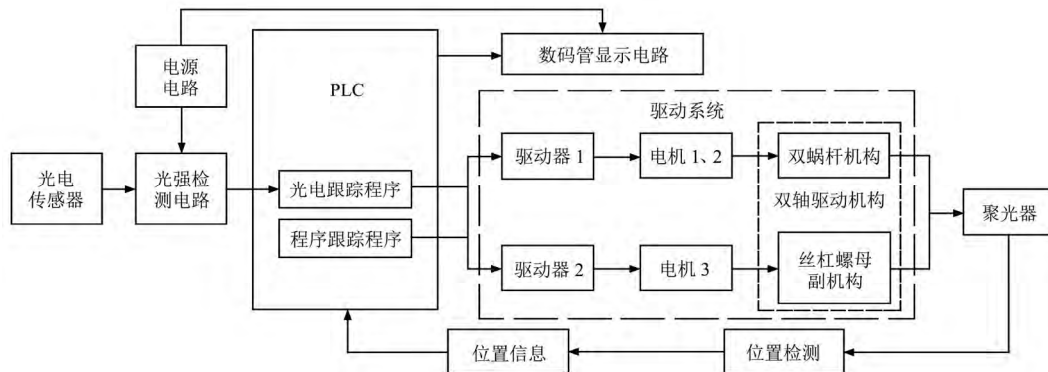 电源
电路
PLC
数码管显示电路
驱动系统
光电
传感器
光强检
测电路
光电跟踪程序
程序跟踪程序
驱动器 1
电机 1、2
双蜗杆机构
双轴驱动机构
驱动器 2
电机 3
丝杠螺母
副机构
聚光器
位置信息
位置检测